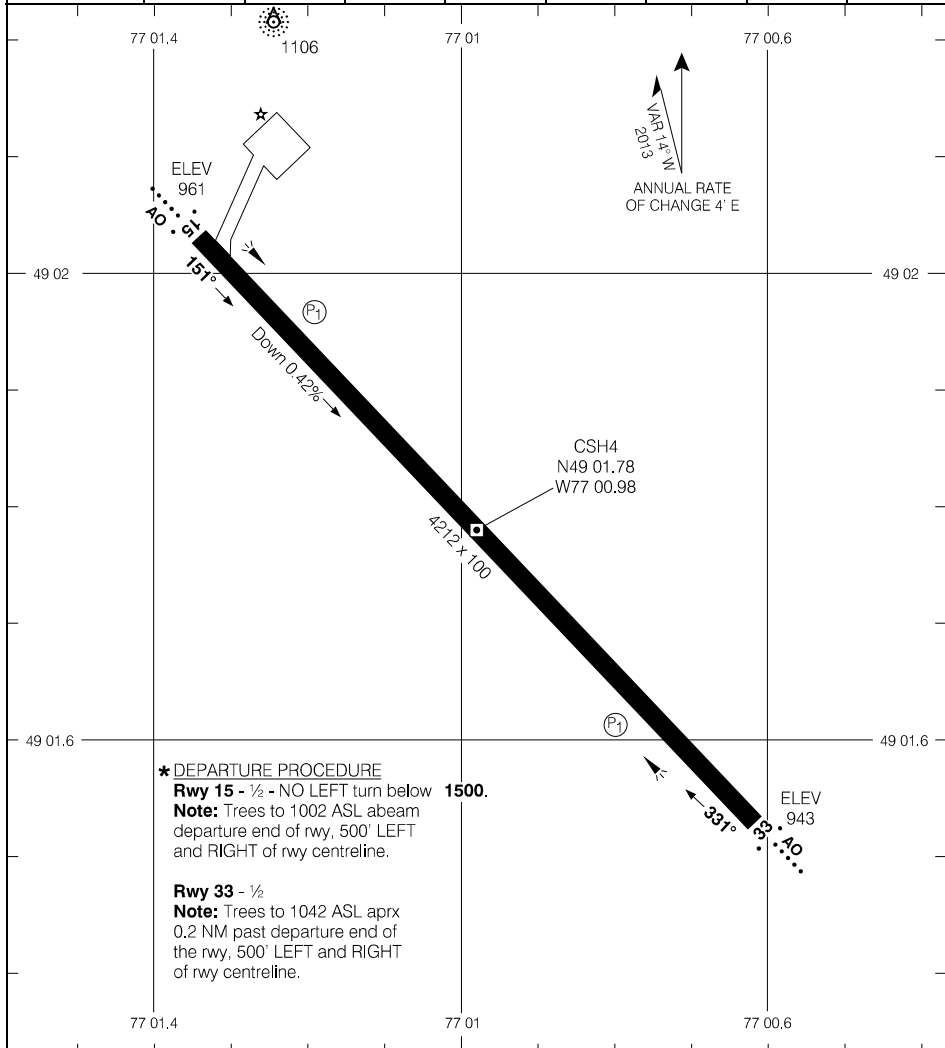 77 01.4
77 01
77 00.6
1106
VAR 14° W
2013
ANNUAL RATE
OF CHANGE 4' E
ELEV
961
AO
15
151°
49 02
49 02
P1
Down 0.42%
CSH4
N49 01.78
W77 00.98
4212 x 100
P1
49 01.6
49 01.6
331°
33
AO
ELEV
943
* DEPARTURE PROCEDURE
Rwy 15 - ½ - NO LEFT turn below 1500.
Note: Trees to 1002 ASL abeam
departure end of rwy, 500' LEFT
and RIGHT of rwy centreline.
Rwy 33 - ½
Note: Trees to 1042 ASL aprx
0.2 NM past departure end of
the rwy, 500' LEFT and RIGHT
of rwy centreline.
77 01.4
77 01
77 00.6